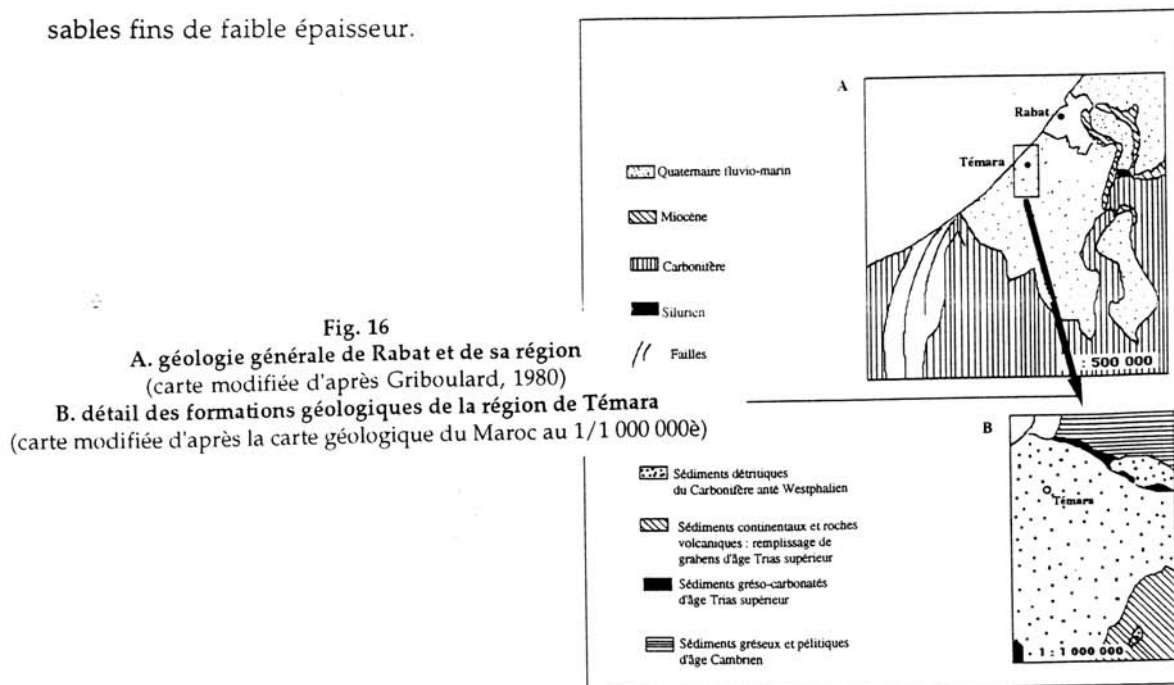 sables fins de faible épaisseur.
A
Rabat
Témara
Quaternaire fluvio-marin
Miocène
Carbonifère
Silurien
Failles
: 500 000
Fig. 16
A. géologie générale de Rabat et de sa région
(carte modifiée d'après Griboulard, 1980)
B. détail des formations géologiques de la région de Témara
(carte modifiée d'après la carte géologique du Maroc au 1/1 000 000è)
B
Témara
Sédiments détritiques
du Carbonifère anté Westphalien
Sédiments continentaux et roches
volcaniques : remplissage de
grabens d'âge Trias supérieur
Sédiments gréso-carbonatés
d'âge Trias supérieur
Sédiments gréseux et pélitiques
d'âge Cambrien
1 : 1 000 000